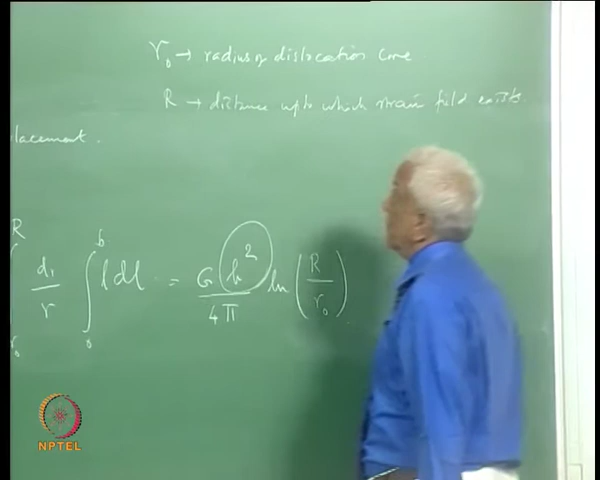 r₀ → radius of dislocation core
R → distance upto which strain field exists.
lacement.
∫ R r₀ d₁/r ∫ b 0 l dl = G b²/4π ln (R/r₀)
NPTEL